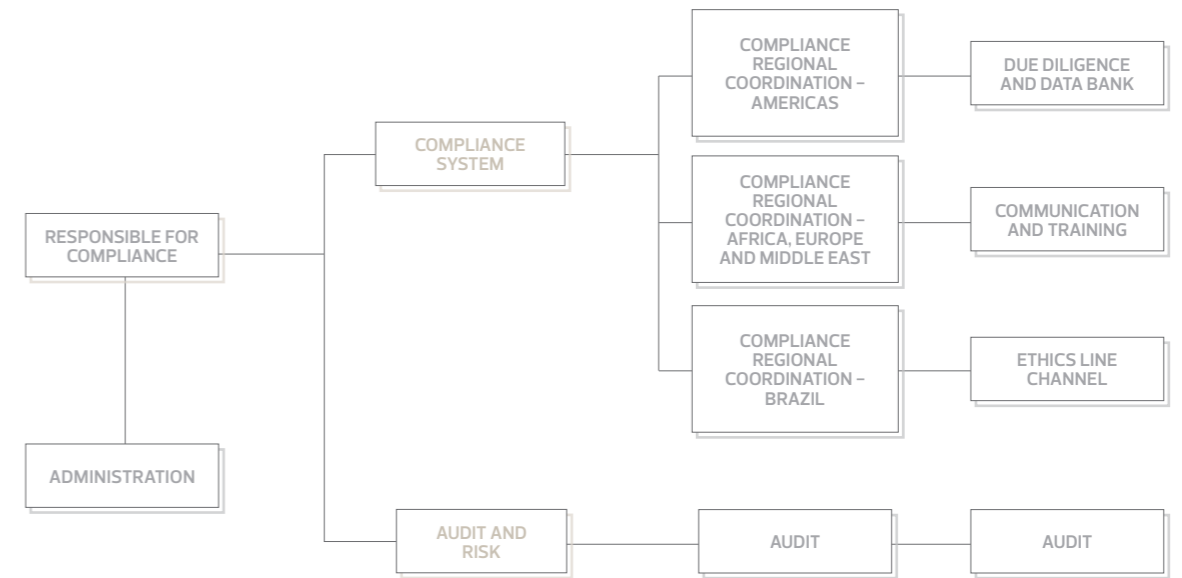 RESPONSIBLE FOR
COMPLIANCE
ADMINISTRATION
COMPLIANCE
SYSTEM
AUDIT AND
RISK
COMPLIANCE
REGIONAL
COORDINATION –
AMERICAS
COMPLIANCE
REGIONAL
COORDINATION –
AFRICA, EUROPE
AND MIDDLE EAST
COMPLIANCE
REGIONAL
COORDINATION –
BRAZIL
AUDIT
DUE DILIGENCE
AND DATA BANK
COMMUNICATION
AND TRAINING
ETHICS LINE
CHANNEL
AUDIT